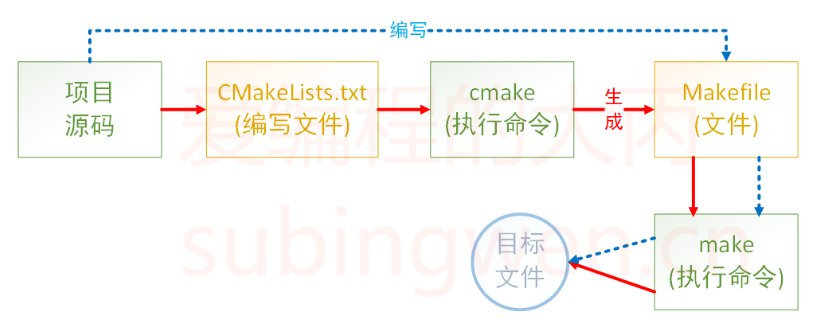 编写
项目
源码
CMakeLists.txt
(编写文件)
cmake
(执行命令)
生
成
Makefile
(文件)
make
(执行命令)
目标
文件
爱编程的大丙
subingwen.cn